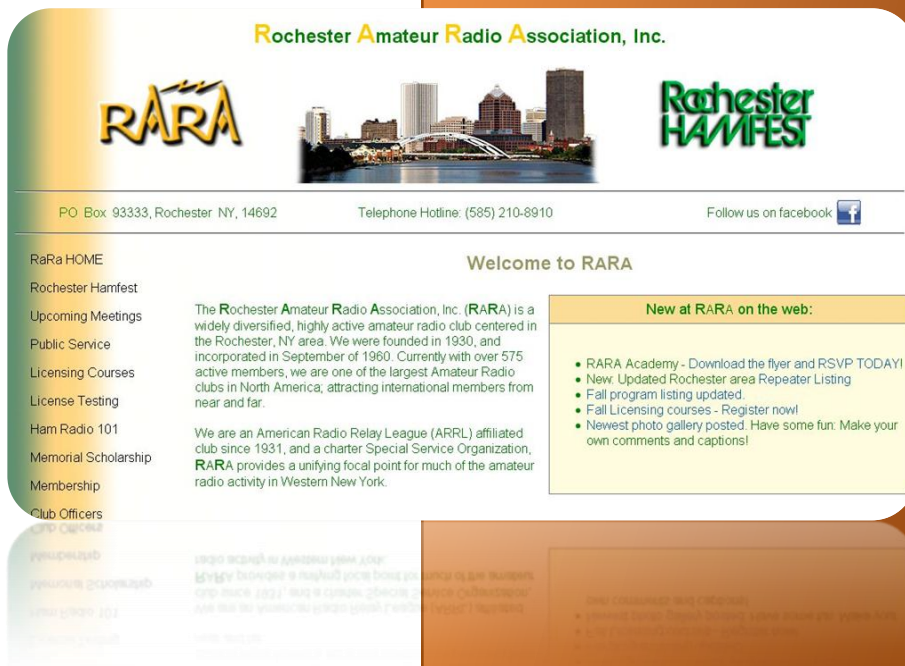 Rochester Amateur Radio Association, Inc.
RARA
Rochester
HAMFEST
PO Box 93333, Rochester NY, 14692
Telephone Hotline: (585) 210-8910
Follow us on facebook
RaRa HOME
Rochester Hamfest
Upcoming Meetings
Public Service
Licensing Courses
License Testing
Ham Radio 101
Memorial Scholarship
Membership
Club Officers
Welcome to RARA
The Rochester Amateur Radio Association, Inc. (RARA) is a
widely diversified, highly active amateur radio club centered in
the Rochester, NY area. We were founded in 1930, and
incorporated in September of 1960. Currently with over 575
active members, we are one of the largest Amateur Radio
clubs in North America; attracting international members from
near and far.
We are an American Radio Relay League (ARRL) affiliated
club since 1931, and a charter Special Service Organization,
RARA provides a unifying focal point for much of the amateur
radio activity in Western New York.
New at RARA on the web:
• RARA Academy - Download the flyer and RSVP TODAY!
• New: Updated Rochester area Repeater Listing
• Fall program listing updated.
• Fall Licensing courses - Register now!
• Newest photo gallery posted. Have some fun: Make your
own comments and captions!